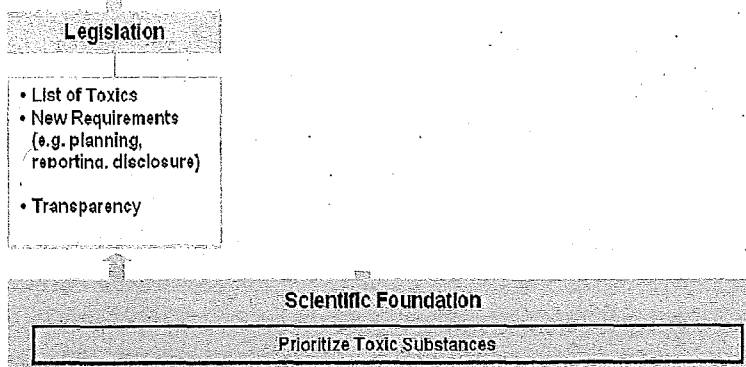 Legislation
• List of Toxics
• New Requirements
(e.g. planning,
reporting, disclosure)
• Transparency
Scientific Foundation
Prioritize Toxic Substances